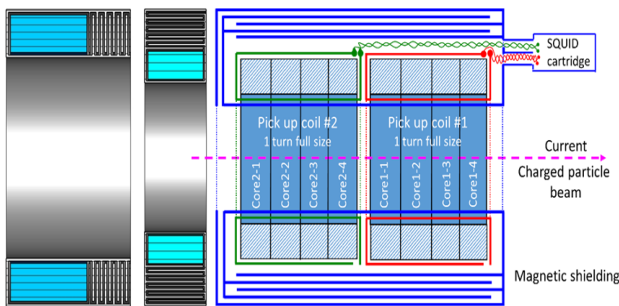 SQUID
cartridge
Pick up coil #2
1 turn full size
Pick up coil #1
1 turn full size
Core2-1
Core2-2
Core2-3
Core2-4
Core1-1
Core1-2
Core1-3
Core1-4
Current
Charged particle
beam
Magnetic shielding